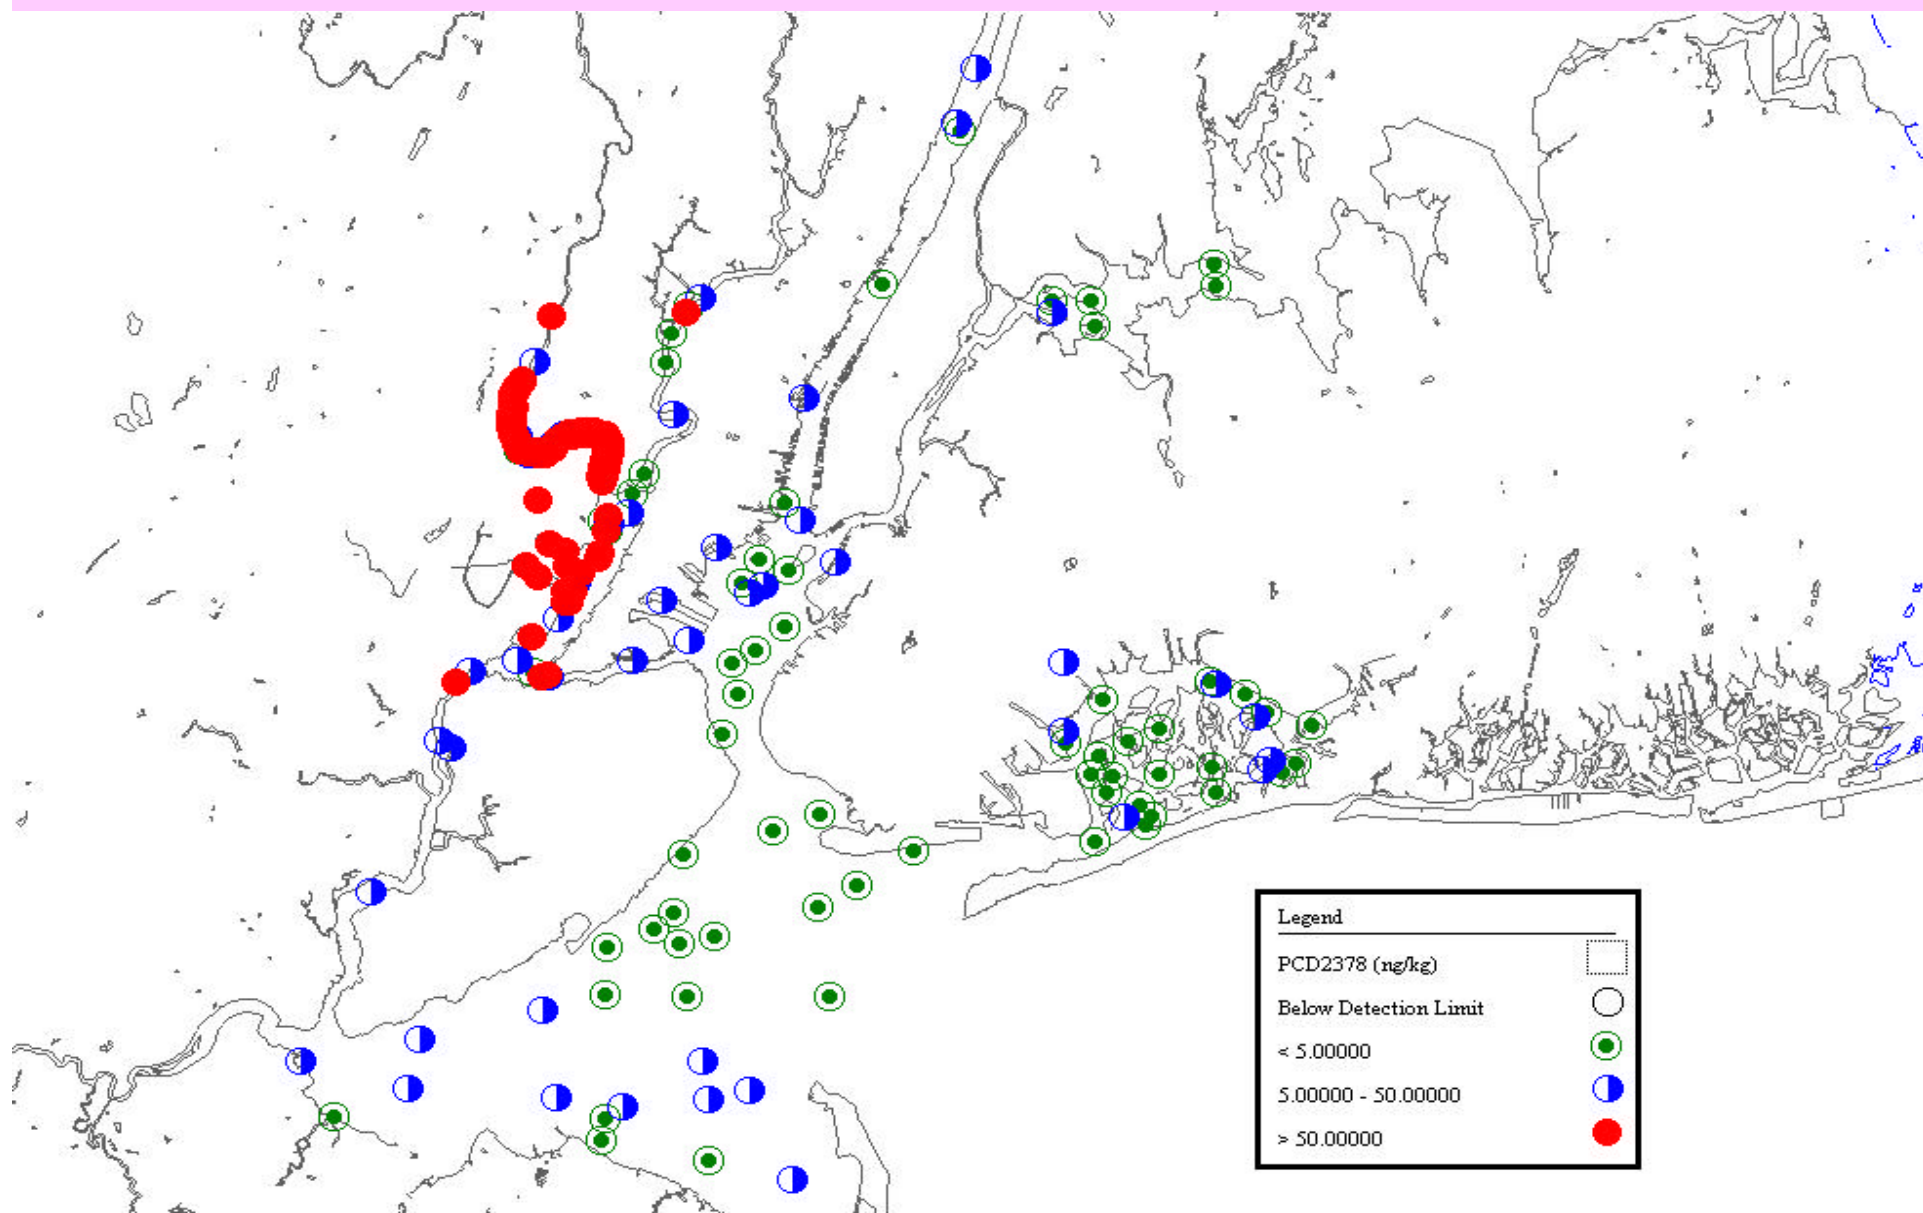 Legend
PCD2378 (ng/kg)
Below Detection Limit
< 5.00000
5.00000 - 50.00000
> 50.00000